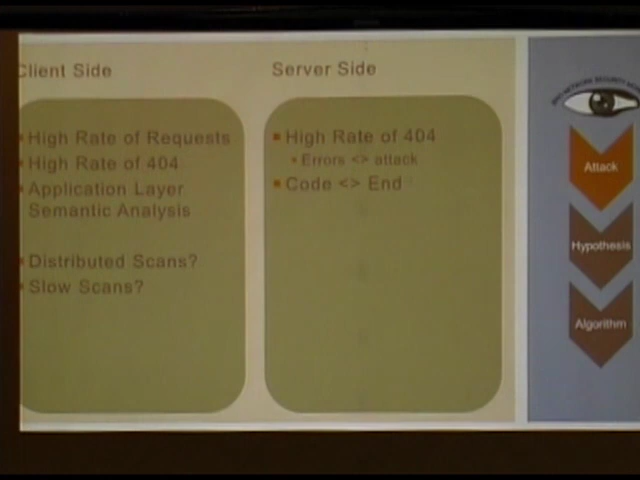 Client Side
High Rate of Requests
High Rate of 404
Application Layer
Semantic Analysis
Distributed Scans?
Slow Scans?
Server Side
High Rate of 404
Errors <> attack
Code <> End
Attack
Hypothesis
Algorithm